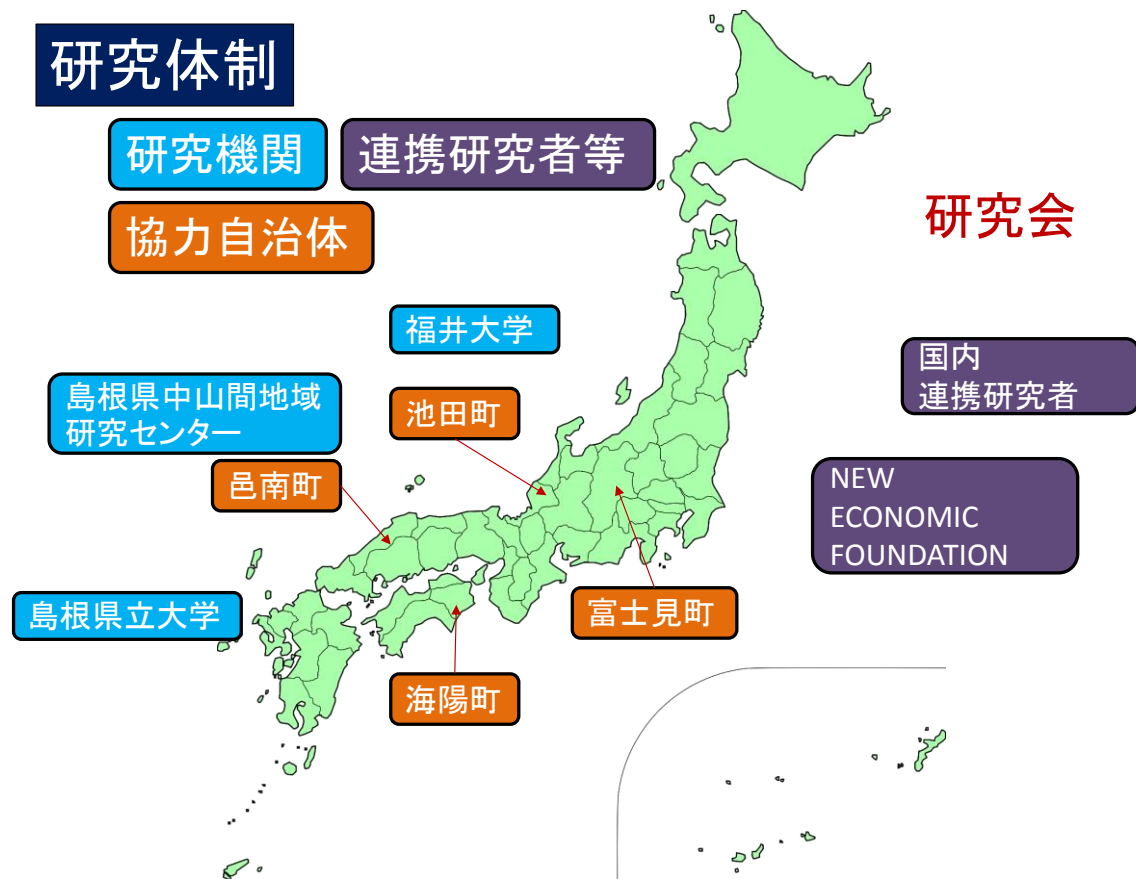 研究体制
研究機関
連携研究者等
協力自治体
研究会
福井大学
国内
連携研究者
島根県中山間地域
研究センター
池田町
邑南町
NEW
ECONOMIC
FOUNDATION
島根県立大学
富士見町
海陽町